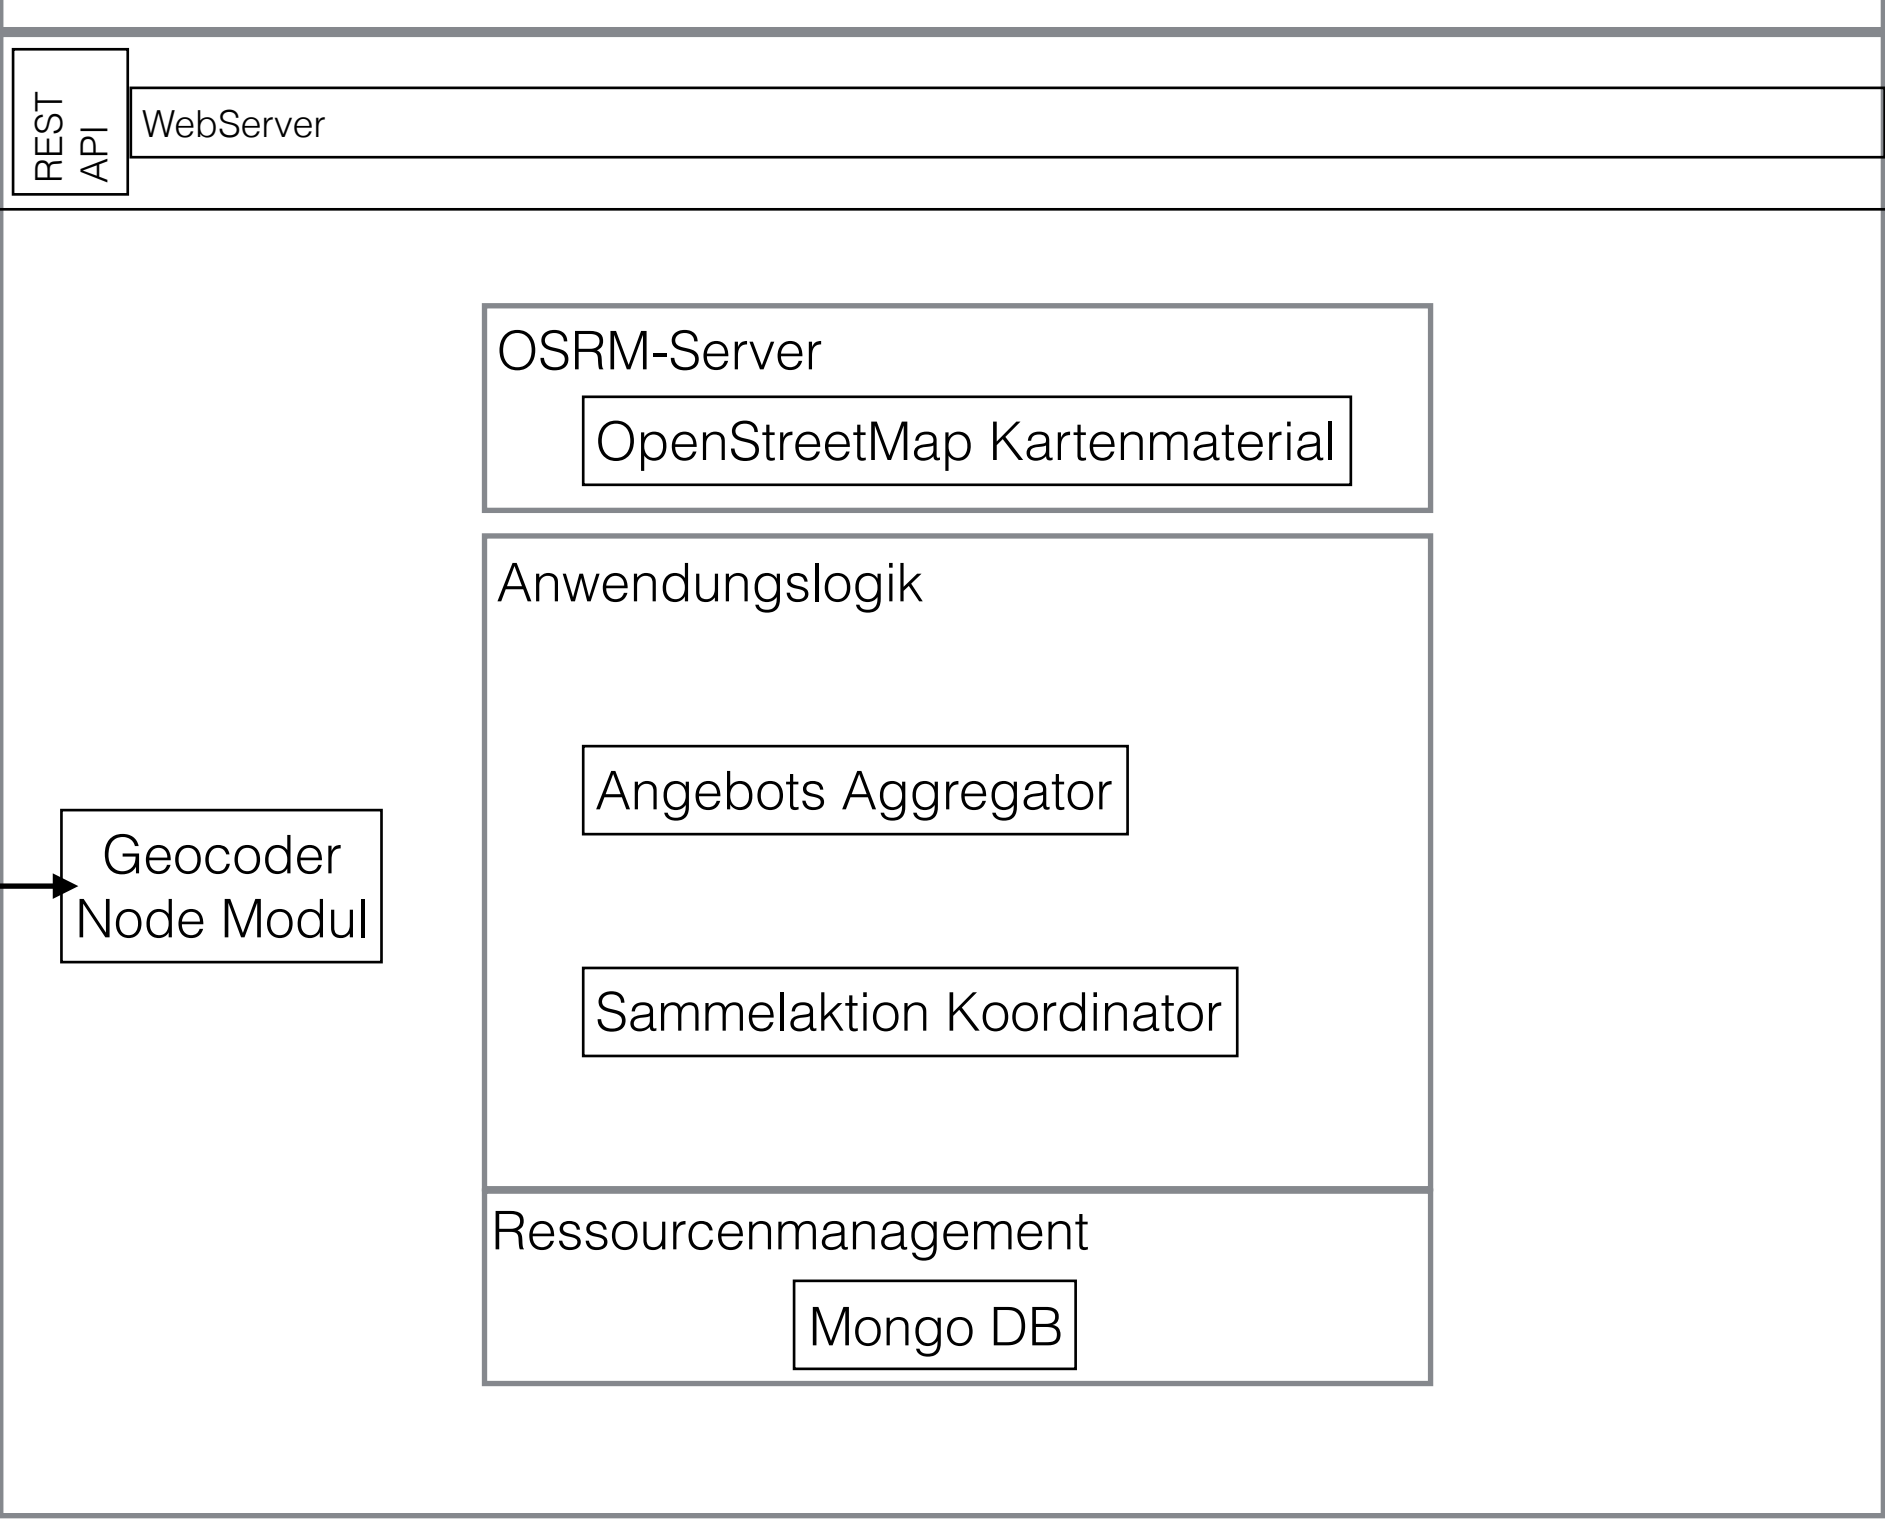 REST
API
WebServer
OSRM-Server
OpenStreetMap Kartenmaterial
Anwendungslogik
Angebots Aggregator
Geocoder
Node Modul
Sammelaktion Koordinator
Ressourcenmanagement
Mongo DB